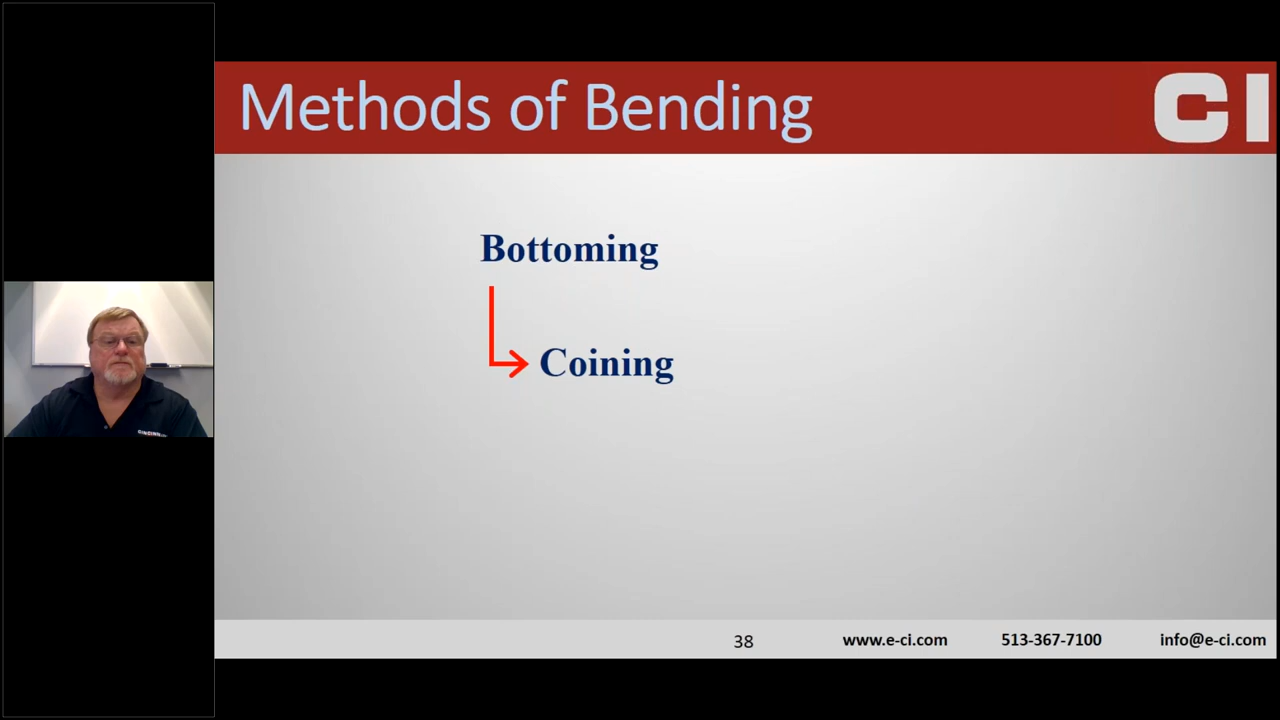 Methods of Bending
CI
Bottoming
Coining
38
www.e-ci.com
513-367-7100
info@e-ci.com